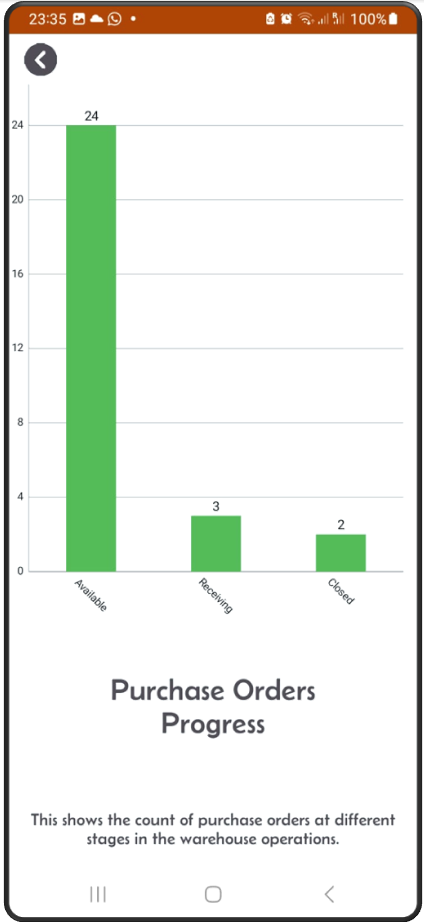 23:35
100%
24
24
20
16
12
8
4
3
2
0
Available
Receiving
Closed
Purchase Orders
Progress
This shows the count of purchase orders at different
stages in the warehouse operations.